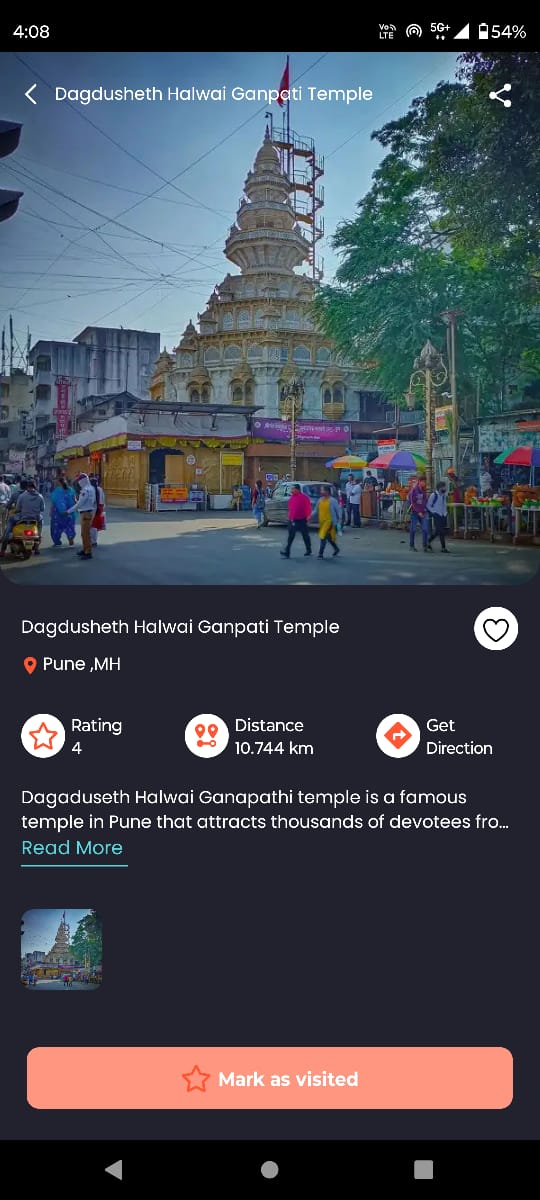 4:08
Vo))
LTE
5G+
54%
Dagdusheth Halwai Ganpati Temple
Dagdusheth Halwai Ganpati Temple
Pune ,MH
Rating
4
Distance
10.744 km
Get
Direction
Dagaduseth Halwai Ganapathi temple is a famous
temple in Pune that attracts thousands of devotees fro...
Read More
Mark as visited